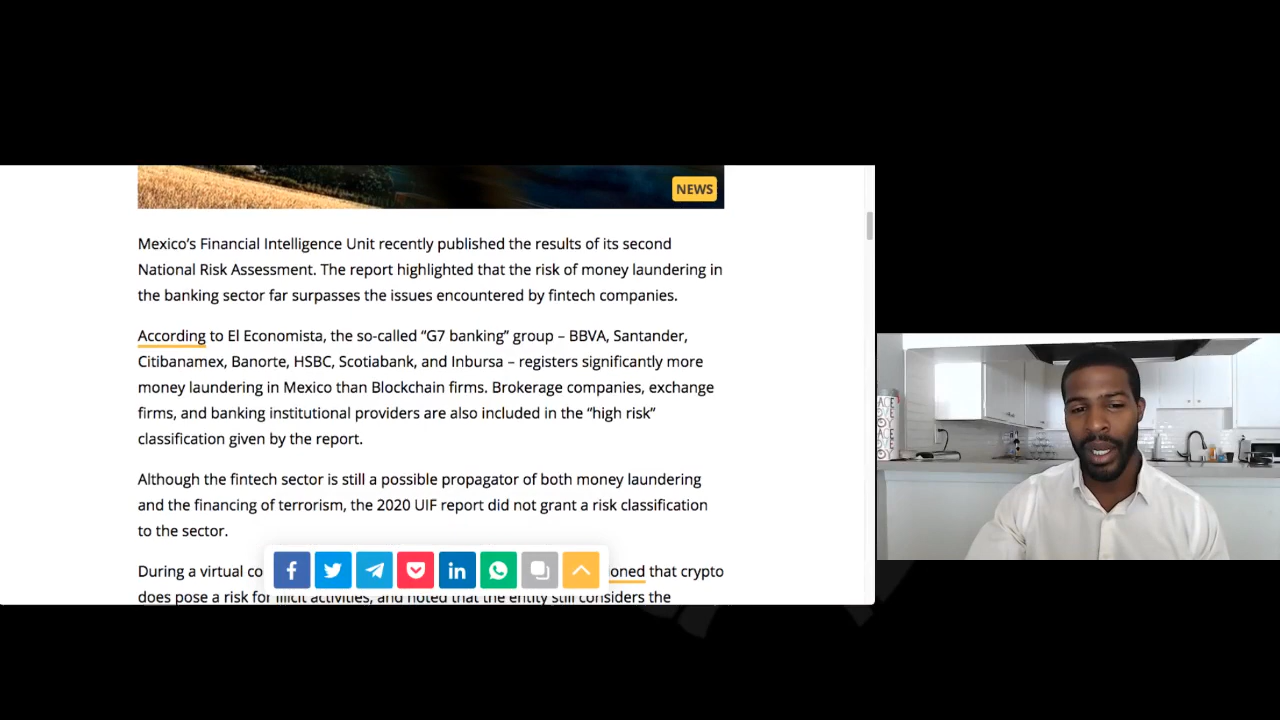 NEWS
Mexico’s Financial Intelligence Unit recently published the results of its second
National Risk Assessment. The report highlighted that the risk of money laundering in
the banking sector far surpasses the issues encountered by fintech companies.
According to El Economista, the so-called “G7 banking” group – BBVA, Santander,
Citibanamex, Banorte, HSBC, Scotiabank, and Inbursa – registers significantly more
money laundering in Mexico than Blockchain firms. Brokerage companies, exchange
firms, and banking institutional providers are also included in the “high risk”
classification given by the report.
Although the fintech sector is still a possible propagator of both money laundering
and the financing of terrorism, the 2020 UIF report did not grant a risk classification
to the sector.
During a virtual co oned that crypto
does pose a risk for illicit activities, and noted that the entity still considers the